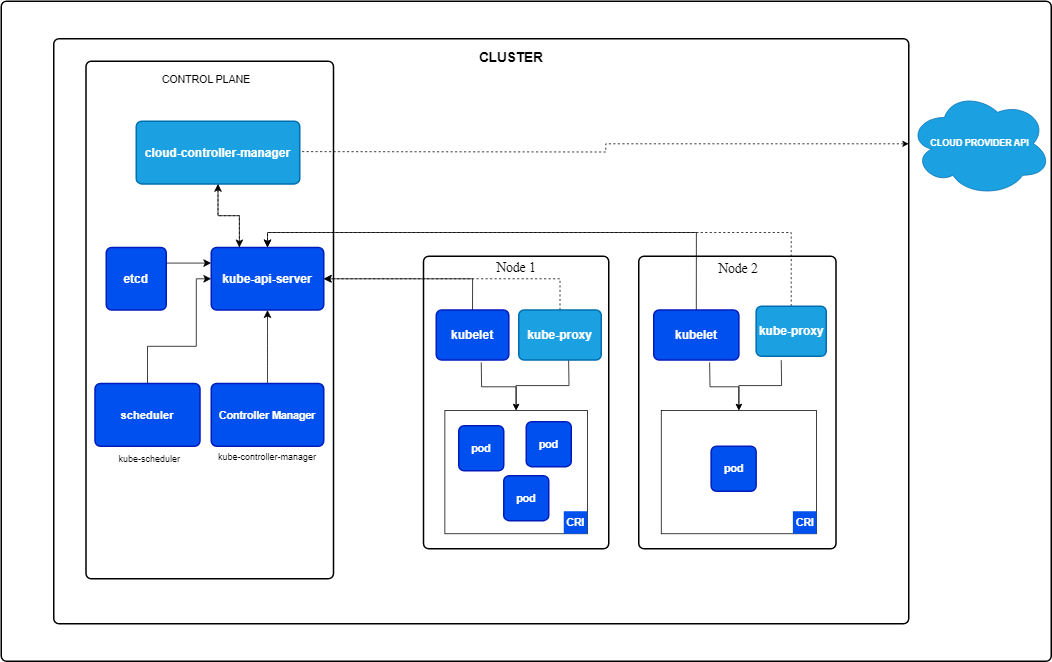 CLUSTER
CONTROL PLANE
cloud-controller-manager
CLOUD PROVIDER API
etcd
kube-api-server
scheduler
kube-scheduler
Controller Manager
kube-controller-manager
Node 1
kubelet
kube-proxy
pod
pod
pod
CRI
Node 2
kubelet
kube-proxy
pod
CRI